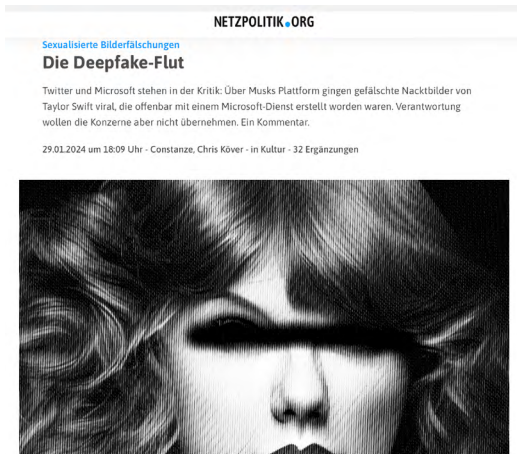 NETZPOLITIK.ORG
Sexualisierte Bilderfälschungen
Die Deepfake-Flut
Twitter und Microsoft stehen in der Kritik: Über Musks Plattform gingen gefälschte Nacktbilder von
Taylor Swift viral, die offenbar mit einem Microsoft-Dienst erstellt worden waren. Verantwortung
wollen die Konzerne aber nicht übernehmen. Ein Kommentar.
29.01.2024 um 18:09 Uhr - Constanze, Chris Köver - in Kultur - 32 Ergänzungen